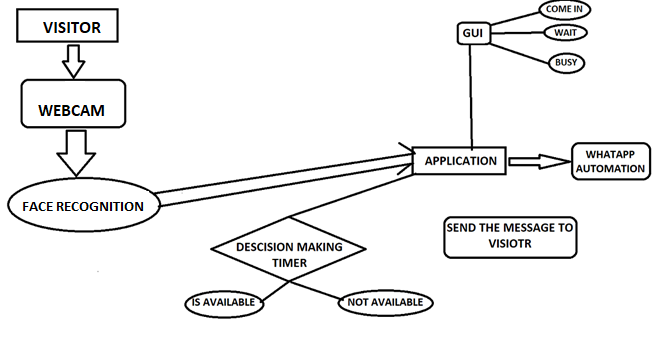 VISITOR
WEBCAM
FACE RECOGNITION
GUI
COME IN
WAIT
BUSY
APPLICATION
WHATAPP
AUTOMATION
DESCISION MAKING
TIMER
IS AVAILABLE
NOT AVAILABLE
SEND THE MESSAGE TO
VISIOTR